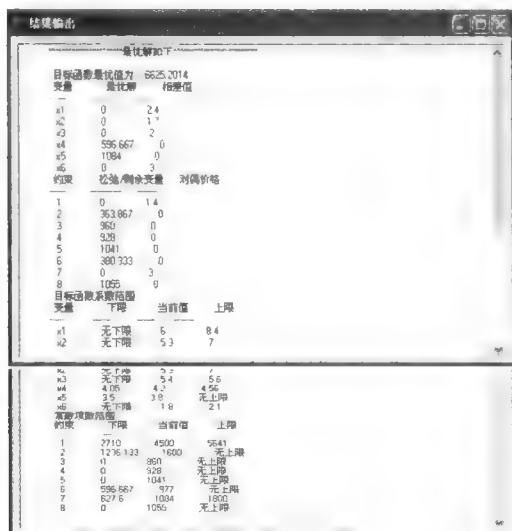 结果输出
最优解如下
目标函数最优值为 6625.2014
变量 最优解 相差值
x1 0 2.4
x2 0
x3 0 2
x4 596.667 0
x5 1084 0
x6 0 3
约束 松弛/剩余变量 对偶价格
1 0 1.4
2 363.867 0
3 960 0
4 928 0
5 1041 0
6 380.333 0
7 0 3
8 1055 0
目标函数系数范围
变量 下限 当前值 上限
x1 无下限 6 8.4
x2 无下限 5.3 7
x2 无下限 5.3 7
x3 无下限 5.4 5.6
x4 4.05 4.2 4.56
x5 3.5 3.8 无上限
x6 无下限 1.8 2.1
常数项数范围
约束 下限 当前值 上限
1 2710 4500 5641
2 1236.133 1600 无上限
3 0 960 无上限
4 0 928 无上限
5 0 1041 无上限
6 596.667 977 无上限
7 627.6 1084 1800
8 0 1055 无上限